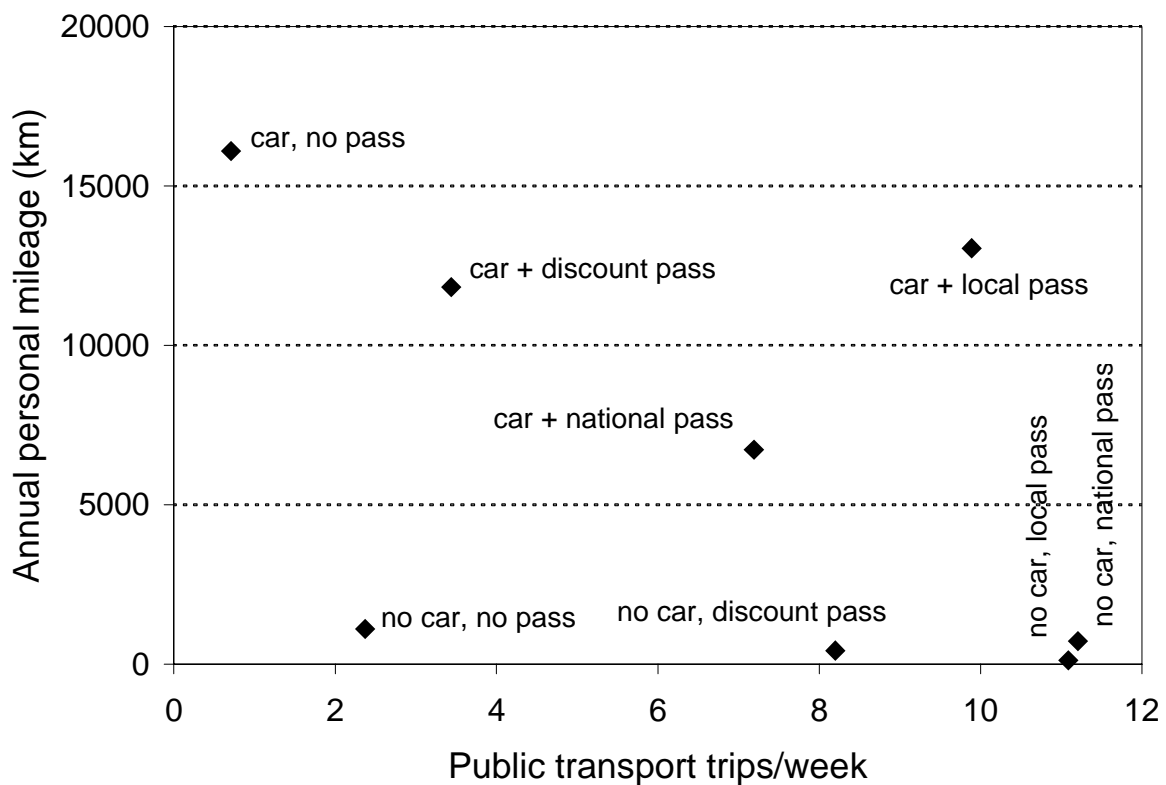 20000
15000
10000
5000
0
Annual personal mileage (km)
car, no pass
car + discount pass
car + local pass
car + national pass
no car, local pass
no car, national pass
no car, no pass
no car, discount pass
0 2 4 6 8 10 12
Public transport trips/week